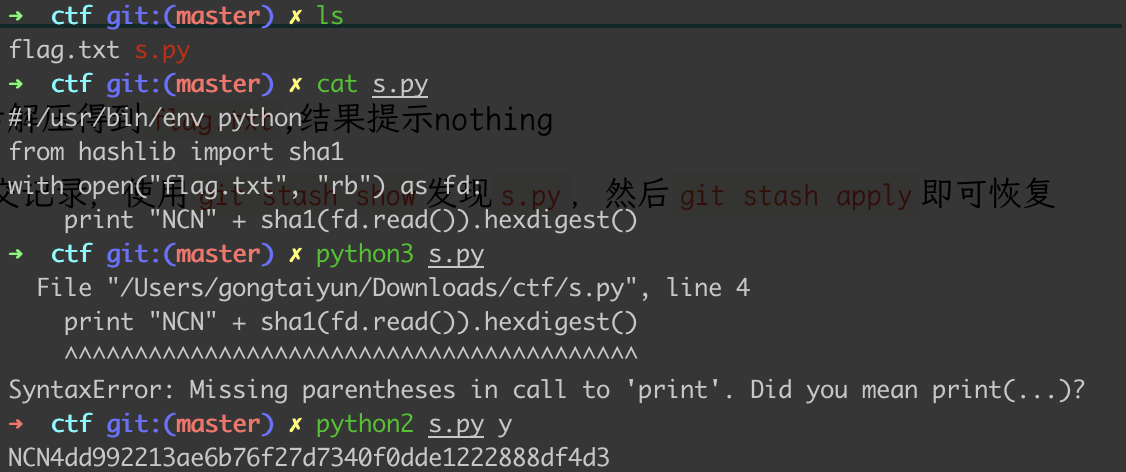 ➜ ctf git:(master) ✗ ls
flag.txt s.py
➜ ctf git:(master) ✗ cat s.py
解压得到 flag.txt ,结果提示nothing
#!/usr/bin/env python
from hashlib import sha1
with open("flag.txt", "rb") as fd:
文记录，使用 git stash show 发现 s.py ，然后 git stash apply 即可恢复
    print "NCN" + sha1(fd.read()).hexdigest()
➜ ctf git:(master) ✗ python3 s.py
  File "/Users/gongtaiyun/Downloads/ctf/s.py", line 4
    print "NCN" + sha1(fd.read()).hexdigest()
    ^^^^^^^^^^^^^^^^^^^^^^^^^^^^^^^^^^^^^^^^^
SyntaxError: Missing parentheses in call to 'print'. Did you mean print(...)?
➜ ctf git:(master) ✗ python2 s.py y
NCN4dd992213ae6b76f27d7340f0dde1222888df4d3